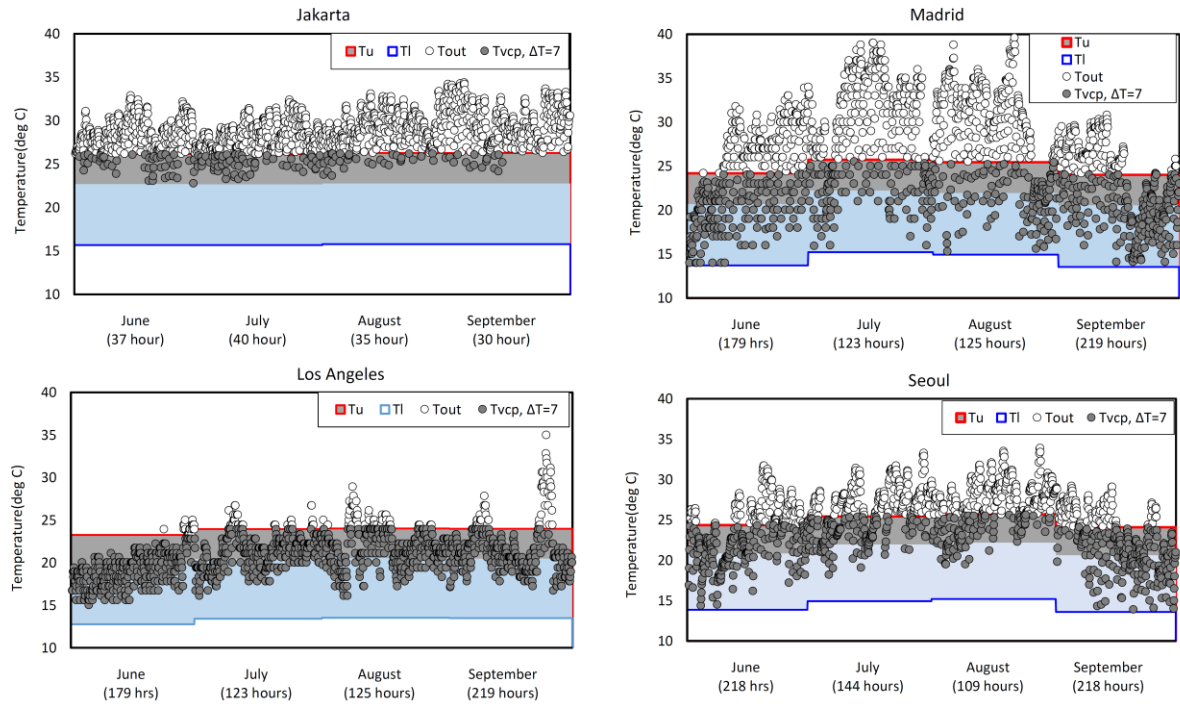 Jakarta
Temperature(deg C)
40
35
30
25
20
15
10
Tu Tl Tout Tvcp, ΔT=7
June July August September
(37 hour) (40 hour) (35 hour) (30 hour)
Madrid
Temperature(deg C)
40
35
30
25
20
15
10
Tu
Tl
Tout
Tvcp, ΔT=7
June July August September
(179 hrs) (123 hours) (125 hours) (219 hours)
Los Angeles
Temperature(deg C)
40
35
30
25
20
15
10
Tu Tl Tout Tvcp, ΔT=7
June July August September
(179 hrs) (123 hours) (125 hours) (219 hours)
Seoul
Temperature(deg C)
40
35
30
25
20
15
10
Tu Tl Tout Tvcp, ΔT=7
June July August September
(218 hrs) (144 hours) (109 hours) (218 hours)